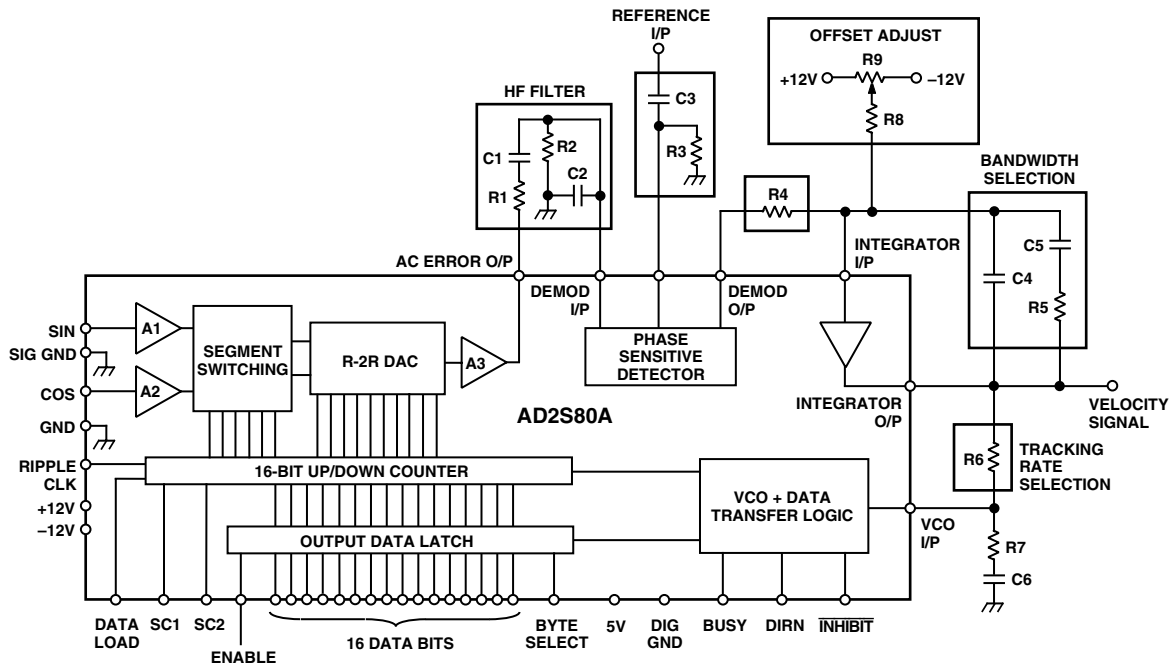 REFERENCE
I/P
OFFSET ADJUST
R9
+12V
–12V
R8
HF FILTER
C3
R3
C1
R2
C2
R1
BANDWIDTH
SELECTION
R4
C5
C4
R5
AC ERROR O/P
DEMOD
I/P
DEMOD
O/P
INTEGRATOR
I/P
SIN
SIG GND
COS
GND
RIPPLE
CLK
+12V
–12V
A1
A2
SEGMENT
SWITCHING
R-2R DAC
A3
PHASE
SENSITIVE
DETECTOR
AD2S80A
INTEGRATOR
O/P
VELOCITY
SIGNAL
R6
TRACKING
RATE
SELECTION
16-BIT UP/DOWN COUNTER
VCO + DATA
TRANSFER LOGIC
OUTPUT DATA LATCH
VCO
I/P
R7
C6
DATA
LOAD
SC1
SC2
ENABLE
16 DATA BITS
BYTE
SELECT
5V
DIG
GND
BUSY
DIRN
INHIBIT